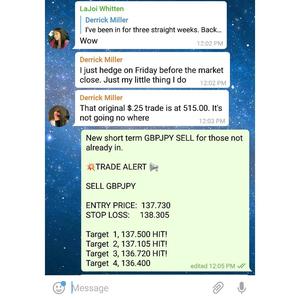 LaJoi Whitten
Derrick Miller
I've been in for three straight weeks. Back...
Wow
12:02 PM
Derrick Miller
I just hedge on Friday before the market
close. Just my little thing I do
12:02 PM
Derrick Miller
That original $.25 trade is at 515.00. It's
not going no where
12:03 PM
New short term GBPJPY SELL for those not
already in.
💥TRADE ALERT📢
SELL GBPJPY
ENTRY PRICE: 137.730
STOP LOSS: 138.305
Target 1, 137.500 HIT!
Target 2, 137.105 HIT!
Target 3, 136.720 HIT!
Target 4, 136.400
edited 12:05 PM
Message